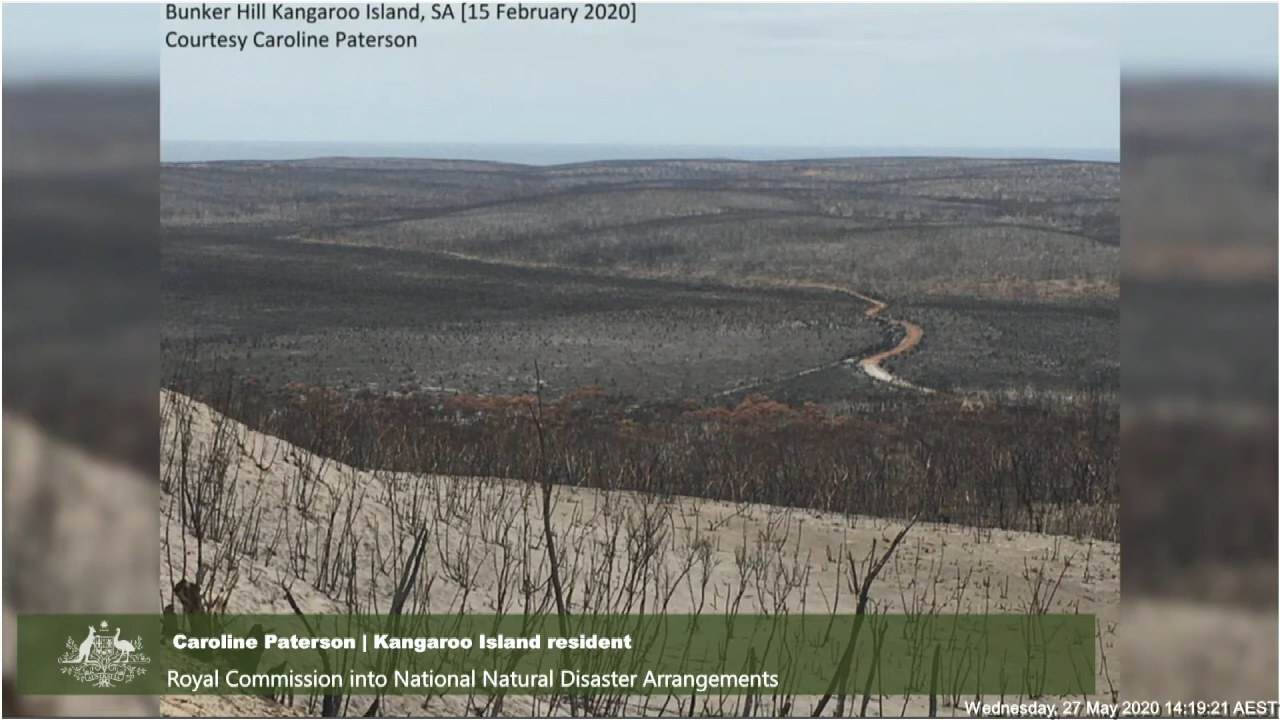 Bunker Hill Kangaroo Island, SA [15 February 2020]
Courtesy Caroline Paterson
Caroline Paterson | Kangaroo Island resident
Royal Commission into National Natural Disaster Arrangements
Wednesday, 27 May 2020 14:19:21 AEST